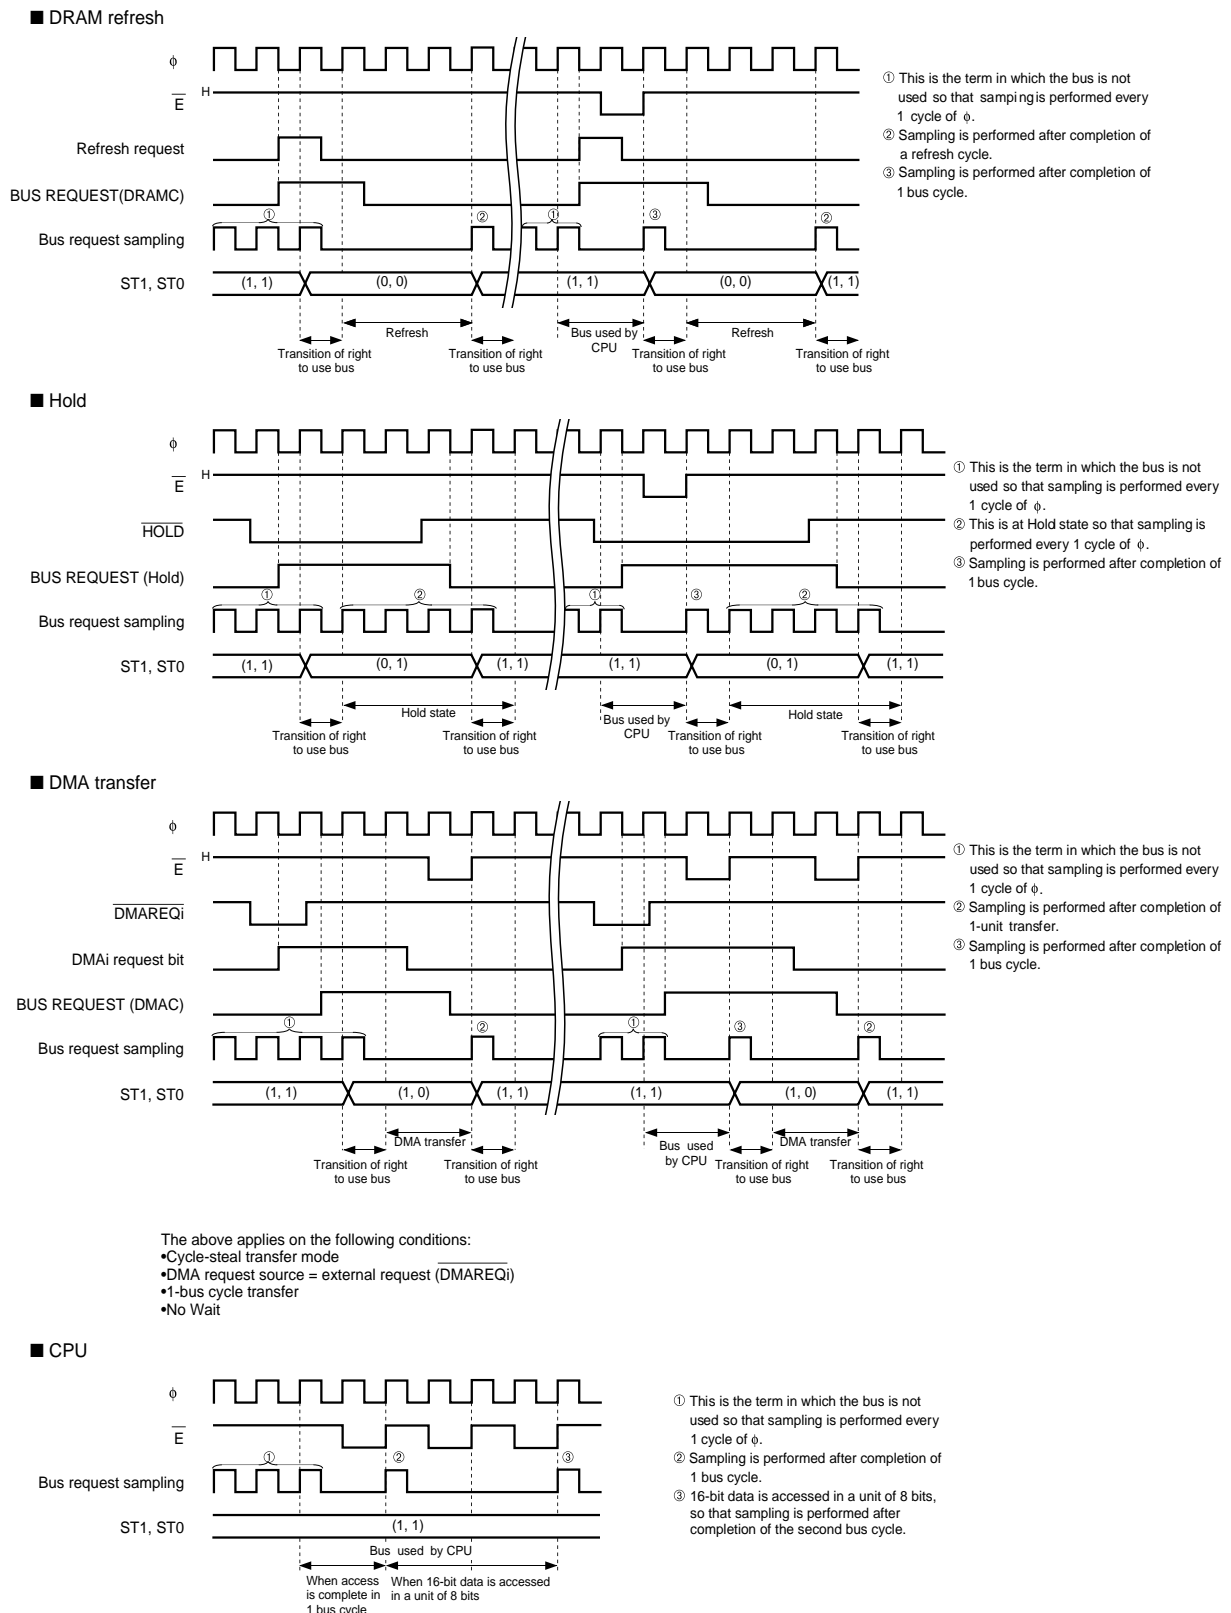 ■ DRAM refresh
ϕ
H
E
Refresh request
BUS REQUEST(DRAMC)
Bus request sampling
① ② ① ③ ②
ST1, ST0
(1, 1) (0, 0) (1, 1) (0, 0) (1, 1)
Refresh Bus used by CPU Refresh
Transition of right to use bus
Transition of right to use bus
Transition of right to use bus
Transition of right to use bus
① This is the term in which the bus is not
used so that samping is performed every
1 cycle of ϕ.
② Sampling is performed after completion of
a refresh cycle.
③ Sampling is performed after completion of
1 bus cycle.
■ Hold
ϕ
H
E
HOLD
BUS REQUEST (Hold)
Bus request sampling
① ② ① ③ ②
ST1, ST0
(1, 1) (0, 1) (1, 1) (1, 1) (0, 1) (1, 1)
Hold state Bus used by CPU Hold state
Transition of right to use bus
Transition of right to use bus
Transition of right to use bus
Transition of right to use bus
① This is the term in which the bus is not
used so that sampling is performed every
1 cycle of ϕ.
② This is at Hold state so that sampling is
performed every 1 cycle of ϕ.
③ Sampling is performed after completion of
1 bus cycle.
■ DMA transfer
ϕ
H
E
DMAREQi
DMAi request bit
BUS REQUEST (DMAC)
Bus request sampling
① ② ① ③ ②
ST1, ST0
(1, 1) (1, 0) (1, 1) (1, 1) (1, 0) (1, 1)
DMA transfer Bus used by CPU DMA transfer
Transition of right to use bus
Transition of right to use bus
Transition of right to use bus
Transition of right to use bus
① This is the term in which the bus is not
used so that sampling is performed every
1 cycle of ϕ.
② Sampling is performed after completion of
1-unit transfer.
③ Sampling is performed after completion of
1 bus cycle.
The above applies on the following conditions:
•Cycle-steal transfer mode
•DMA request source = external request (DMAREQi)
•1-bus cycle transfer
•No Wait
■ CPU
ϕ
E
Bus request sampling
① ② ③
ST1, ST0
(1, 1)
Bus used by CPU
When access
is complete in
1 bus cycle
When 16-bit data is accessed
in a unit of 8 bits
① This is the term in which the bus is not
used so that sampling is performed every
1 cycle of ϕ.
② Sampling is performed after completion of
1 bus cycle.
③ 16-bit data is accessed in a unit of 8 bits,
so that sampling is performed after
completion of the second bus cycle.